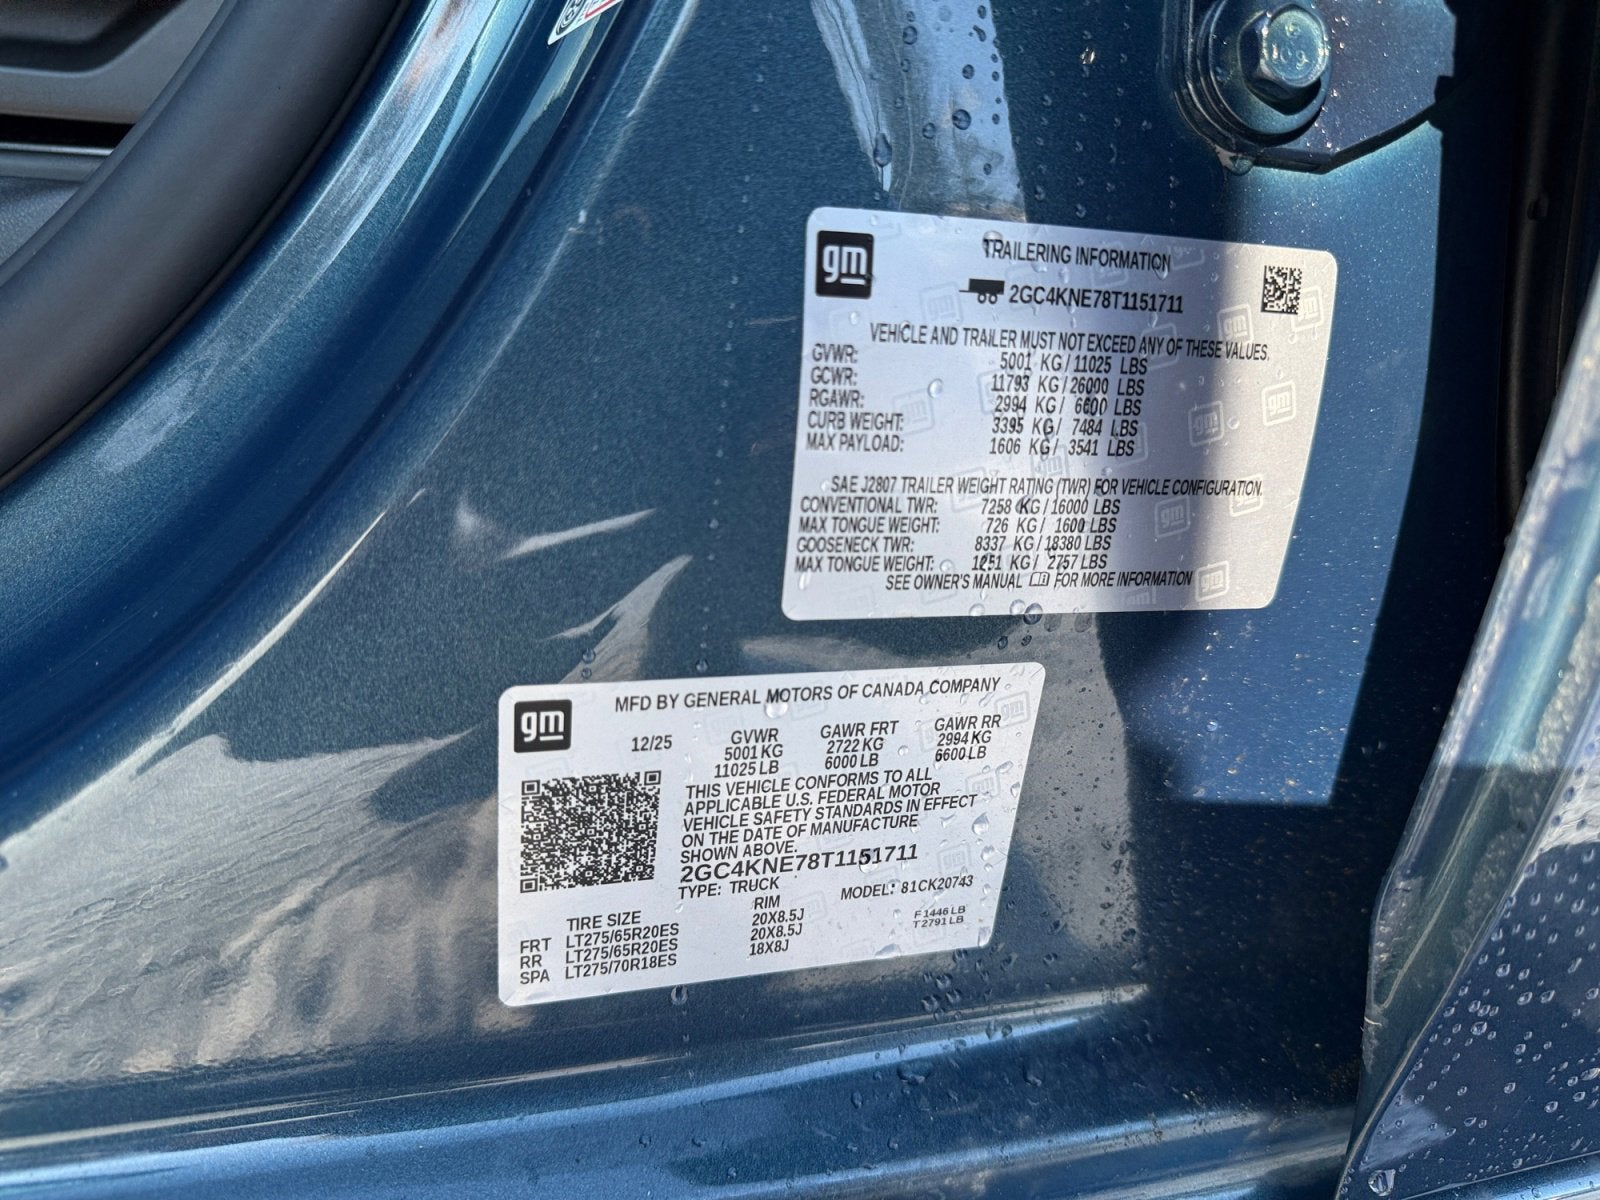 gm
TRAILERING INFORMATION
2GC4KNE78T1151711
VEHICLE AND TRAILER MUST NOT EXCEED ANY OF THESE VALUES.
GVWR: 5001 KG / 11025 LBS
GCWR: 11793 KG / 26000 LBS
RGAWR: 2994 KG / 6600 LBS
CURB WEIGHT: 3395 KG / 7484 LBS
MAX PAYLOAD: 1606 KG / 3541 LBS
SAE J2807 TRAILER WEIGHT RATING (TWR) FOR VEHICLE CONFIGURATION.
CONVENTIONAL TWR: 7258 KG / 16000 LBS
MAX TONGUE WEIGHT: 726 KG / 1600 LBS
GOOSENECK TWR: 8337 KG / 18380 LBS
MAX TONGUE WEIGHT: 1251 KG / 2757 LBS
SEE OWNER'S MANUAL FOR MORE INFORMATION
gm
MFD BY GENERAL MOTORS OF CANADA COMPANY
12/25 GVWR GAWR FRT GAWR RR
5001 KG 2722 KG 2994 KG
11025 LB 6000 LB 6600 LB
THIS VEHICLE CONFORMS TO ALL
APPLICABLE U.S. FEDERAL MOTOR
VEHICLE SAFETY STANDARDS IN EFFECT
ON THE DATE OF MANUFACTURE
SHOWN ABOVE.
2GC4KNE78T1151711
TYPE: TRUCK MODEL: 81CK20743
TIRE SIZE RIM
FRT LT275/65R20ES 20X8.5J F1446 LB
RR LT275/65R20ES 20X8.5J T2791 LB
SPA LT275/70R18ES 18X8J